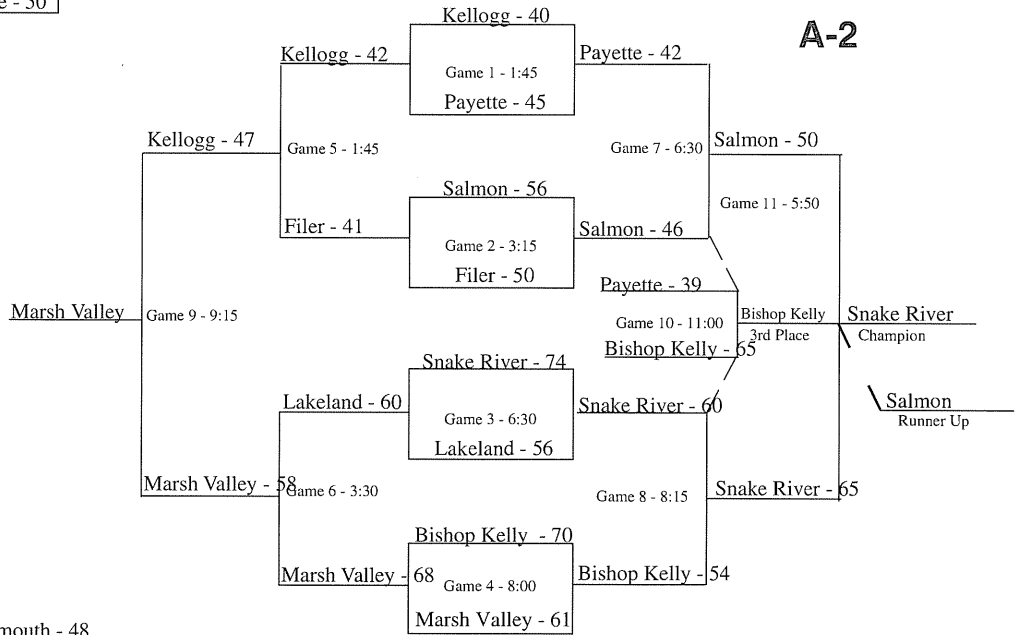 - 50
A-2
Kellogg - 40
Kellogg - 42
Game 1 - 1:45
Payette - 42
Payette - 45
Kellogg - 47
Game 5 - 1:45
Game 7 - 6:30
Salmon - 50
Salmon - 56
Game 11 - 5:50
Filer - 41
Game 2 - 3:15
Salmon - 46
Filer - 50
Payette - 39
Marsh Valley
Game 9 - 9:15
Game 10 - 11:00
Bishop Kelly
3rd Place
Snake River
Champion
Bishop Kelly - 65
Snake River - 74
Lakeland - 60
Game 3 - 6:30
Snake River - 60
Salmon
Runner Up
Lakeland - 56
Marsh Valley - 58
Game 6 - 3:30
Game 8 - 8:15
Snake River - 65
Bishop Kelly - 70
Marsh Valley - 68
Game 4 - 8:00
Bishop Kelly - 54
Marsh Valley - 61
mouth - 48